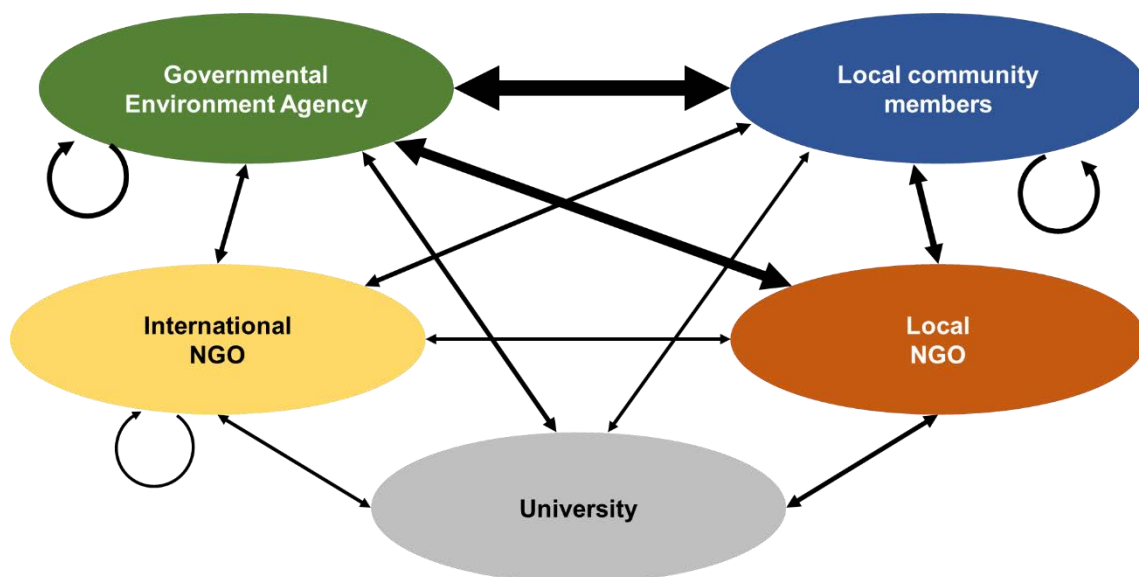 Governmental
Environment Agency
Local community
members
International
NGO
Local
NGO
University